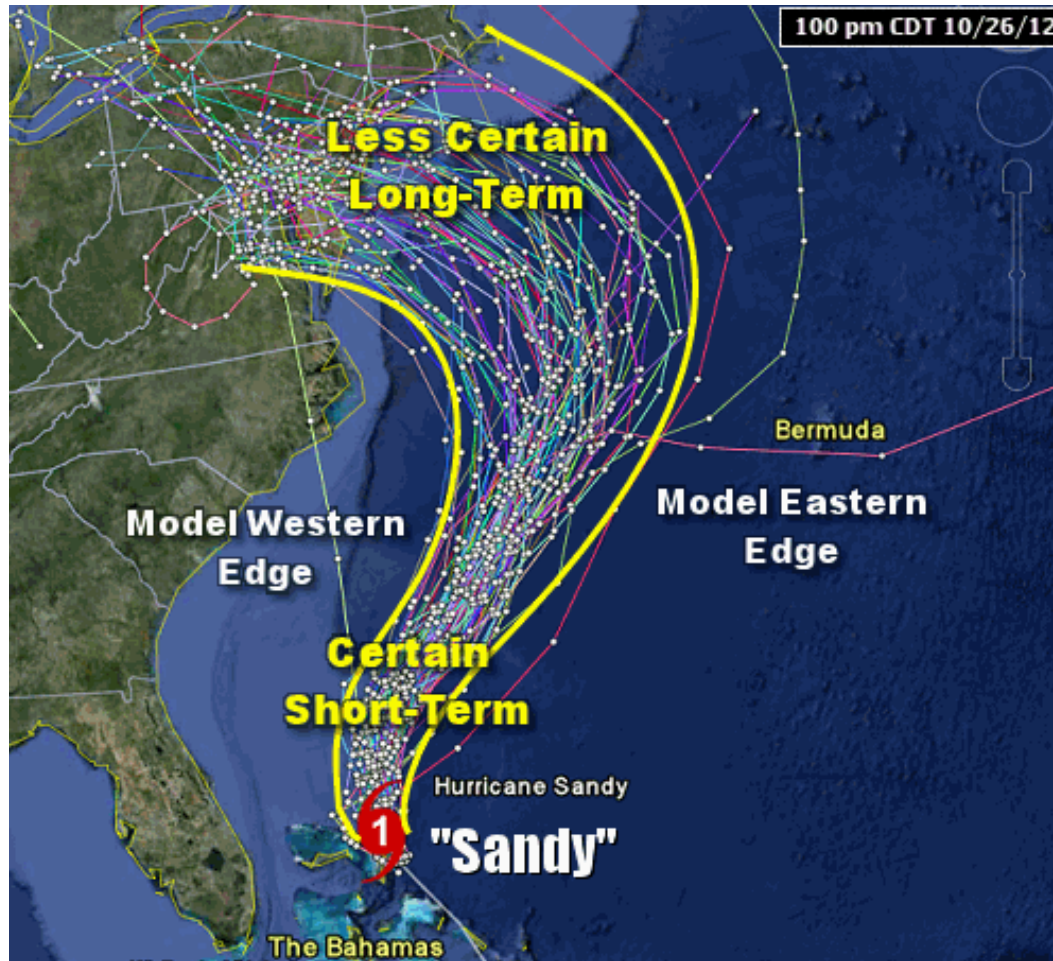 100 pm CDT 10/26/12
Less Certain
Long-Term
Bermuda
Model Western
Edge
Model Eastern
Edge
Certain
Short-Term
Hurricane Sandy
1
"Sandy"
The Bahamas